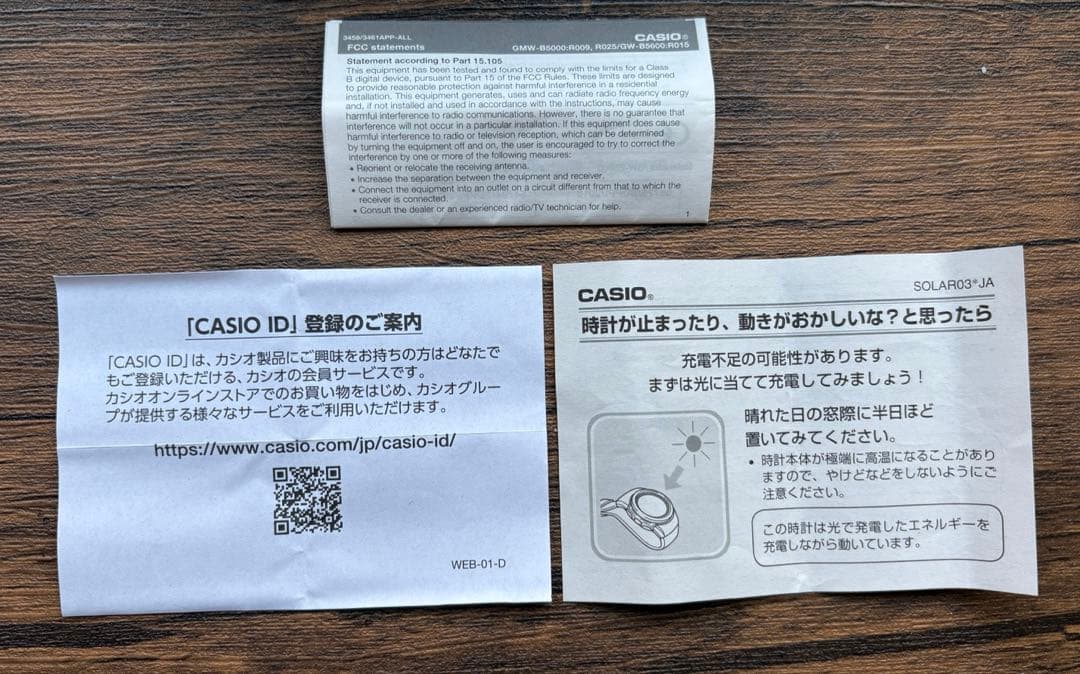 3459/3461APP-ALL
CASIO®
FCC statements
GMW-B5000:R009, R025/GW-B5600:R015
Statement according to Part 15.105
This equipment has been tested and found to comply with the limits for a Class
B digital device, pursuant to Part 15 of the FCC Rules. These limits are designed
to provide reasonable protection against harmful interference in a residential
installation. This equipment generates, uses and can radiate radio frequency energy
and, if not installed and used in accordance with the instructions, may cause
harmful interference to radio communications. However, there is no guarantee that
interference will not occur in a particular installation. If this equipment does cause
harmful interference to radio or television reception, which can be determined
by turning the equipment off and on, the user is encouraged to try to correct the
interference by one or more of the following measures:
• Reorient or relocate the receiving antenna.
• Increase the separation between the equipment and receiver.
• Connect the equipment into an outlet on a circuit different from that to which the
receiver is connected.
• Consult the dealer or an experienced radio/TV technician for help.
1
「CASIO ID」登録のご案内
「CASIO ID」は、カシオ製品にご興味をお持ちの方はどなたで
もご登録いただける、カシオの会員サービスです。
カシオオンラインストアでのお買い物をはじめ、カシオグルー
プが提供する様々なサービスをご利用いただけます。
https://www.casio.com/jp/casio-id/
WEB-01-D
CASIO®
SOLAR03*JA
時計が止まったり、動きがおかしいな?と思ったら
充電不足の可能性があります。
まずは光に当てて充電してみましょう!
晴れた日の窓際に半日ほど
置いてみてください。
• 時計本体が極端に高温になることがあり
ますので、やけどなどをしないようにご
注意ください。
この時計は光で発電したエネルギーを
充電しながら動いています。